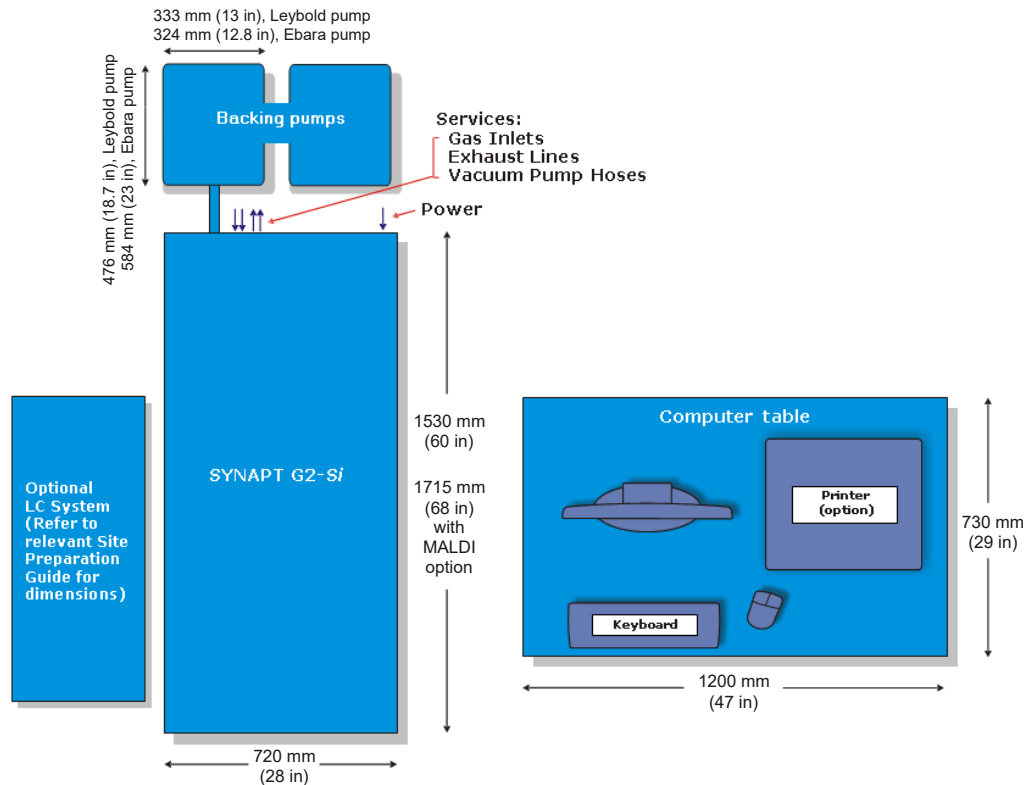 333 mm (13 in), Leybold pump
324 mm (12.8 in), Ebara pump
476 mm (18.7 in), Leybold pump
584 mm (23 in), Ebara pump
Backing pumps
Services:
Gas Inlets
Exhaust Lines
Vacuum Pump Hoses
Power
SYNAPT G2-Si
1530 mm
(60 in)
1715 mm
(68 in)
with
MALDI
option
Optional
LC System
(Refer to
relevant Site
Preparation
Guide for
dimensions)
720 mm
(28 in)
Computer table
Printer
(option)
Keyboard
730 mm
(29 in)
1200 mm
(47 in)